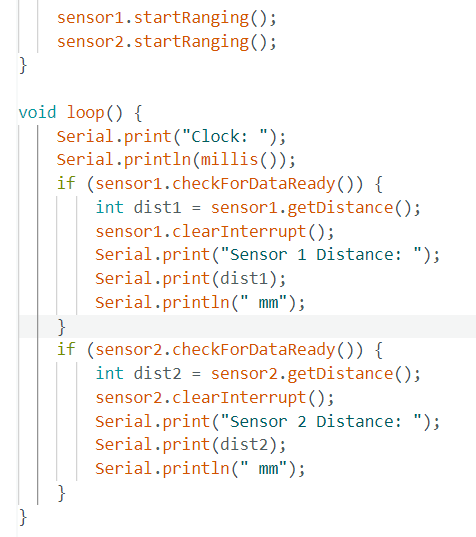 sensor1.startRanging();
sensor2.startRanging();
}
void loop() {
Serial.print("Clock: ");
Serial.println(millis());
if (sensor1.checkForDataReady()) {
int dist1 = sensor1.getDistance();
sensor1.clearInterrupt();
Serial.print("Sensor 1 Distance: ");
Serial.print(dist1);
Serial.println(" mm");
}
if (sensor2.checkForDataReady()) {
int dist2 = sensor2.getDistance();
sensor2.clearInterrupt();
Serial.print("Sensor 2 Distance: ");
Serial.print(dist2);
Serial.println(" mm");
}
}